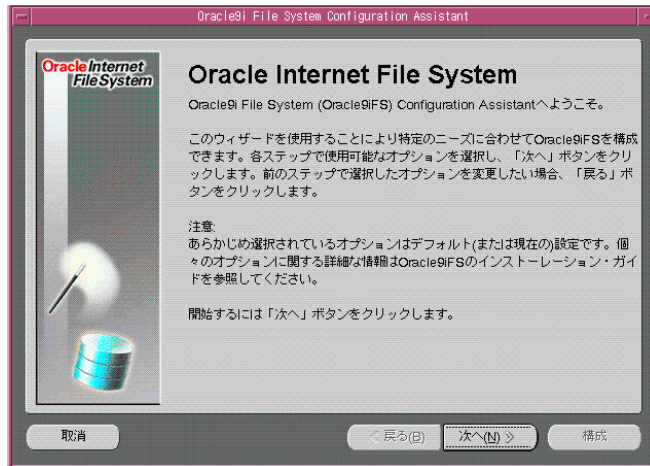 Oracle9i File System Configuration Assistant
Oracle Internet
File System
Oracle Internet File System
Oracle9i File System (Oracle9iFS) Configuration Assistantへようこそ。
このウィザードを使用することにより特定のニーズに合わせてOracle9iFSを構成
できます。各ステップで使用可能なオプションを選択し、「次へ」ボタンをクリ
ックします。前のステップで選択したオプションを変更したい場合、「戻る」ボ
タンをクリックします。
注意:
あらかじめ選択されているオプションはデフォルト(または現在の)設定です。個
々のオプションに関する詳細な情報はOracle9iFSのインストーレーション・ガイ
ドを参照してください。
開始するには「次へ」ボタンをクリックします。
取消
戻る(B)
次へ(N)
構成